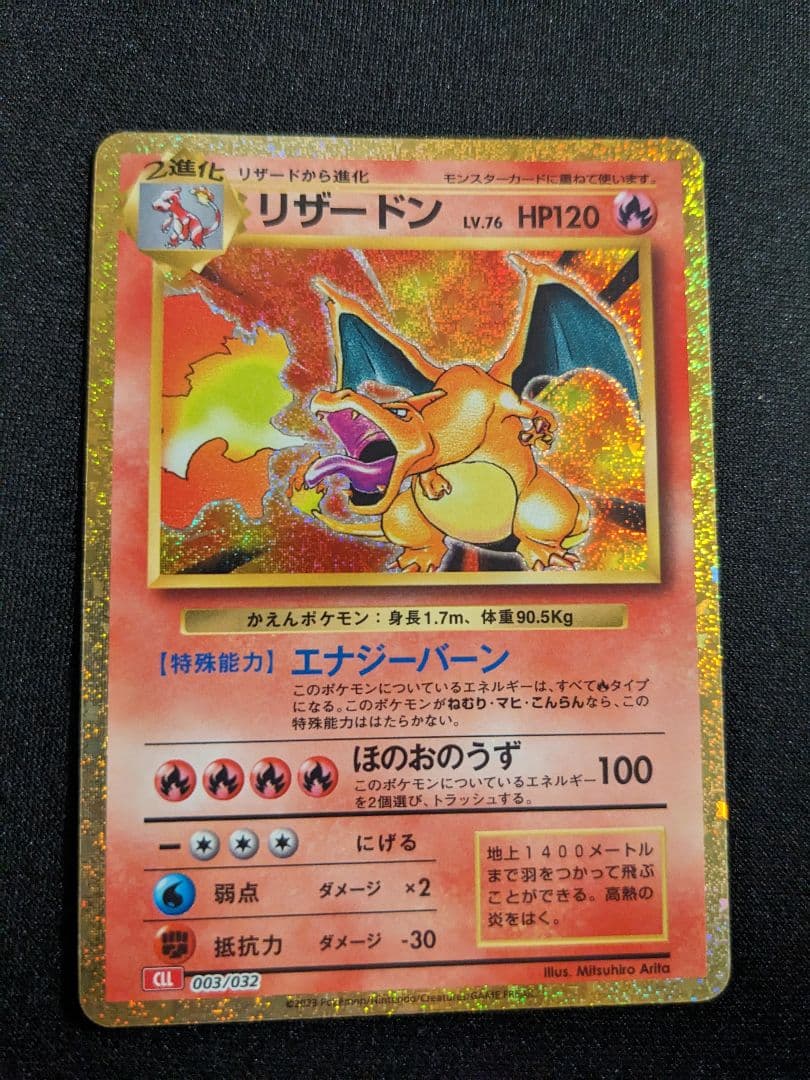 2進化 リザードから進化 モンスターカードに重ねて使います。
リザードン LV.76 HP120
かえんポケモン：身長1.7m、体重90.5Kg
【特殊能力】エナジーバーン
このポケモンについているエネルギーは、すべてタイプ
になる。このポケモンがねむり・マヒ・こんらんなら、この
特殊能力ははたらかない。
ほのおのうず 100
このポケモンについているエネルギー
を2個選び、トラッシュする。
にげる
弱点 ダメージ ×2
抵抗力 ダメージ -30
地上1400メートル
まで羽をつかって飛ぶ
ことができる。高熱の
炎をはく。
Illus. Mitsuhiro Arita
CLL 003/032
©2023 Pokémon/Nintendo/Creatures/GAME FREAK